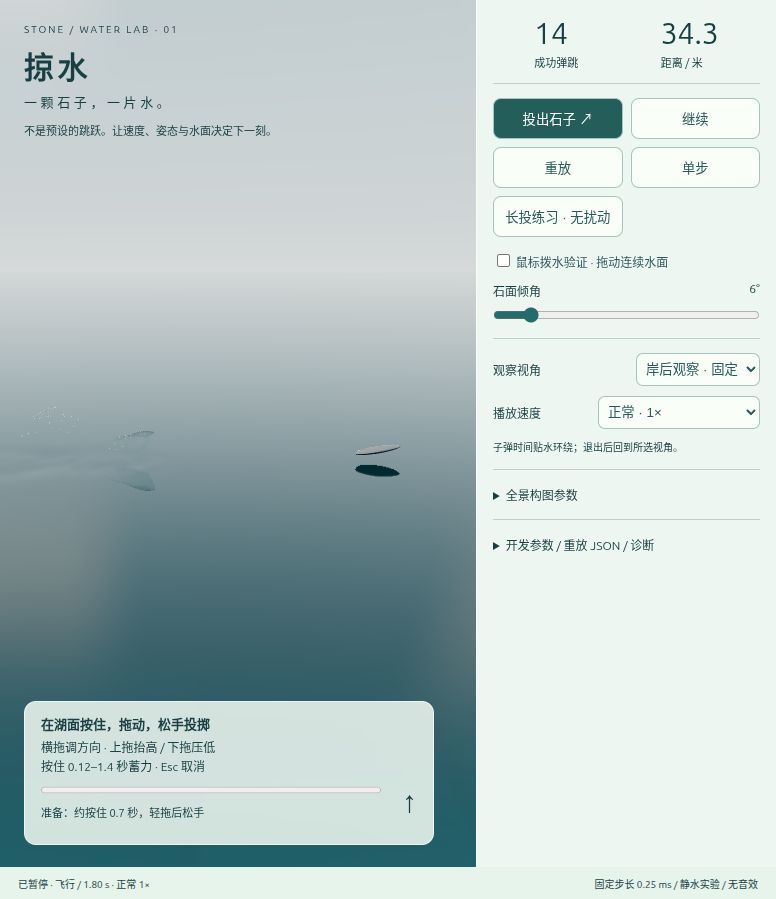 STONE / WATER LAB · 01
掠水
一颗石子，一片水。
不是预设的跳跃。让速度、姿态与水面决定下一刻。
在湖面按住，拖动，松手投掷
横拖调方向 · 上拖抬高 / 下拖压低
按住 0.12–1.4 秒蓄力 · Esc 取消
准备：约按住 0.7 秒，轻拖后松手
↑
14
成功弹跳
34.3
距离 / 米
投出石子 ↗
继续
重放
单步
长投练习 · 无扰动
鼠标拨水验证 · 拖动连续水面
石面倾角
6°
观察视角
岸后观察 · 固定
播放速度
正常 · 1×
子弹时间贴水环绕；退出后回到所选视角。
全景构图参数
开发参数 / 重放 JSON / 诊断
已暂停 · 飞行 / 1.80 s · 正常 1×
固定步长 0.25 ms / 静水实验 / 无音效